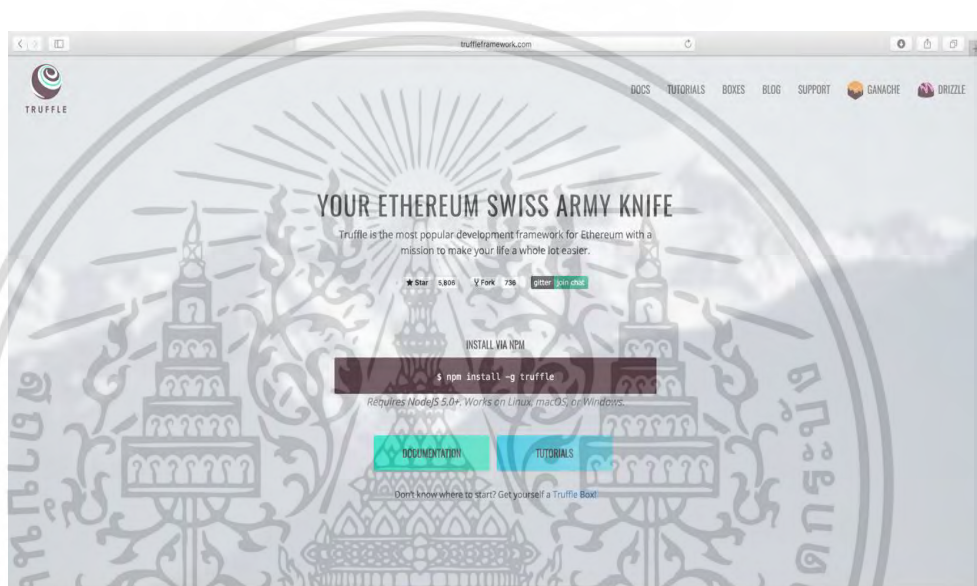 truffleframework.com
TRUFFLE
DOCS TUTORIALS BOXES BLOG SUPPORT GANACHE DRIZZLE
YOUR ETHEREUM SWISS ARMY KNIFE
Truffle is the most popular development framework for Ethereum with a
mission to make your life a whole lot easier.
Star 5,806 Fork 736 gitter join chat
INSTALL VIA NPM
$ npm install -g truffle
Requires NodeJS 5.0+. Works on Linux, macOS, or Windows.
DOCUMENTATION TUTORIALS
Don't know where to start? Get yourself a Truffle Box!